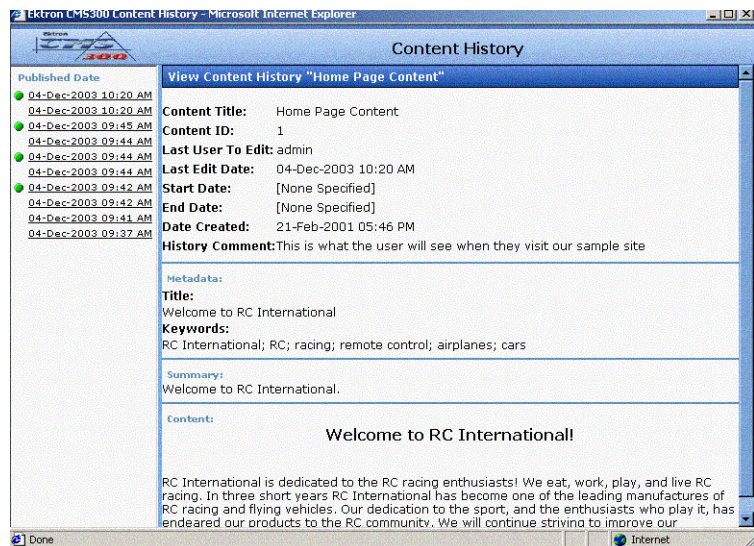 Ektron CMS300 Content History - Microsoft Internet Explorer
Ektron
CMS
300
Content History
Published Date
04-Dec-2003 10:20 AM
04-Dec-2003 10:20 AM
04-Dec-2003 09:45 AM
04-Dec-2003 09:44 AM
04-Dec-2003 09:44 AM
04-Dec-2003 09:44 AM
04-Dec-2003 09:42 AM
04-Dec-2003 09:42 AM
04-Dec-2003 09:41 AM
04-Dec-2003 09:37 AM
View Content History "Home Page Content"
Content Title: Home Page Content
Content ID: 1
Last User To Edit: admin
Last Edit Date: 04-Dec-2003 10:20 AM
Start Date: [None Specified]
End Date: [None Specified]
Date Created: 21-Feb-2001 05:46 PM
History Comment:This is what the user will see when they visit our sample site
Metadata:
Title:
Welcome to RC International
Keywords:
RC International; RC; racing; remote control; airplanes; cars
Summary:
Welcome to RC International.
Content:
Welcome to RC International!
RC International is dedicated to the RC racing enthusiasts! We eat, work, play, and live RC
racing. In three short years RC International has become one of the leading manufactures of
RC racing and flying vehicles. Our dedication to the sport, and the enthusiasts who play it, has
endeared our products to the RC community. We will continue striving to improve our
Done
Internet